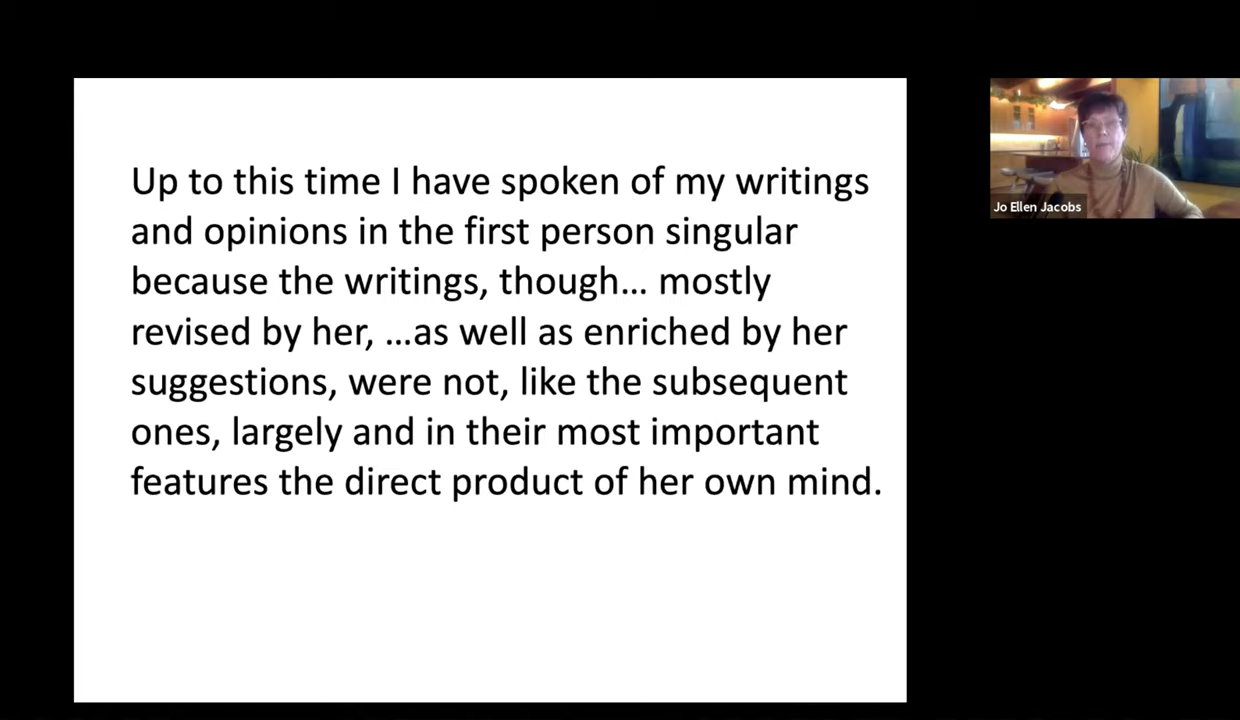 Up to this time I have spoken of my writings
and opinions in the first person singular
because the writings, though… mostly
revised by her, …as well as enriched by her
suggestions, were not, like the subsequent
ones, largely and in their most important
features the direct product of her own mind.
Jo Ellen Jacobs